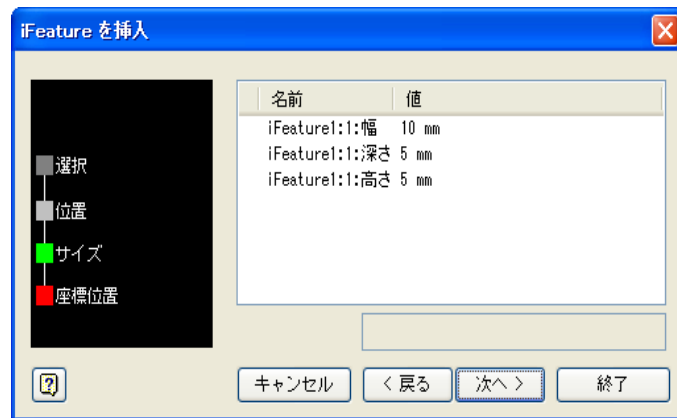 iFeature を挿入
選択
位置
サイズ
座標位置
名前 値
iFeature1:1:幅 10 mm
iFeature1:1:深さ 5 mm
iFeature1:1:高さ 5 mm
? キャンセル < 戻る 次へ > 終了